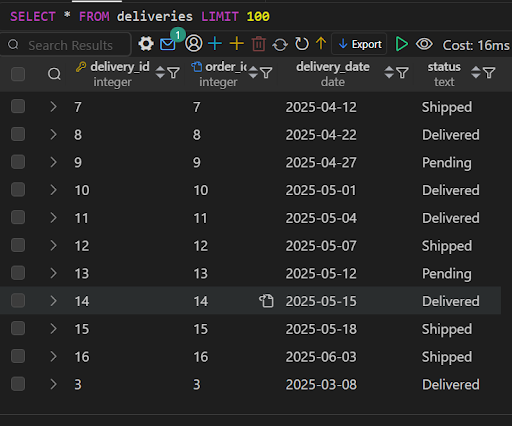 SELECT * FROM deliveries LIMIT 100
Search Results 1 Export Cost: 16ms
delivery_id order_i delivery_date status
integer integer date text
7 7 2025-04-12 Shipped
8 8 2025-04-22 Delivered
9 9 2025-04-27 Pending
10 10 2025-05-01 Delivered
11 11 2025-05-04 Delivered
12 12 2025-05-07 Shipped
13 13 2025-05-12 Pending
14 14 2025-05-15 Delivered
15 15 2025-05-18 Shipped
16 16 2025-06-03 Shipped
3 3 2025-03-08 Delivered